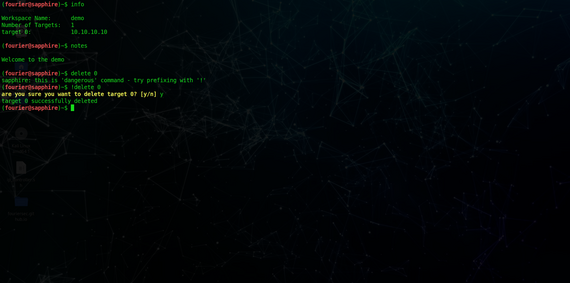 (fourier@sapphire)~$ info
Workspace Name: demo
Number of Targets: 1
target 0: 10.10.10.10
(fourier@sapphire)~$ notes
Welcome to the demo
(fourier@sapphire)~$ delete 0
sapphire: this is 'dangerous' command - try prefixing with '!'
(fourier@sapphire)~$ !delete 0
are you sure you want to delete target 0? [y/n] y
target 0 successfully deleted
(fourier@sapphire)~$